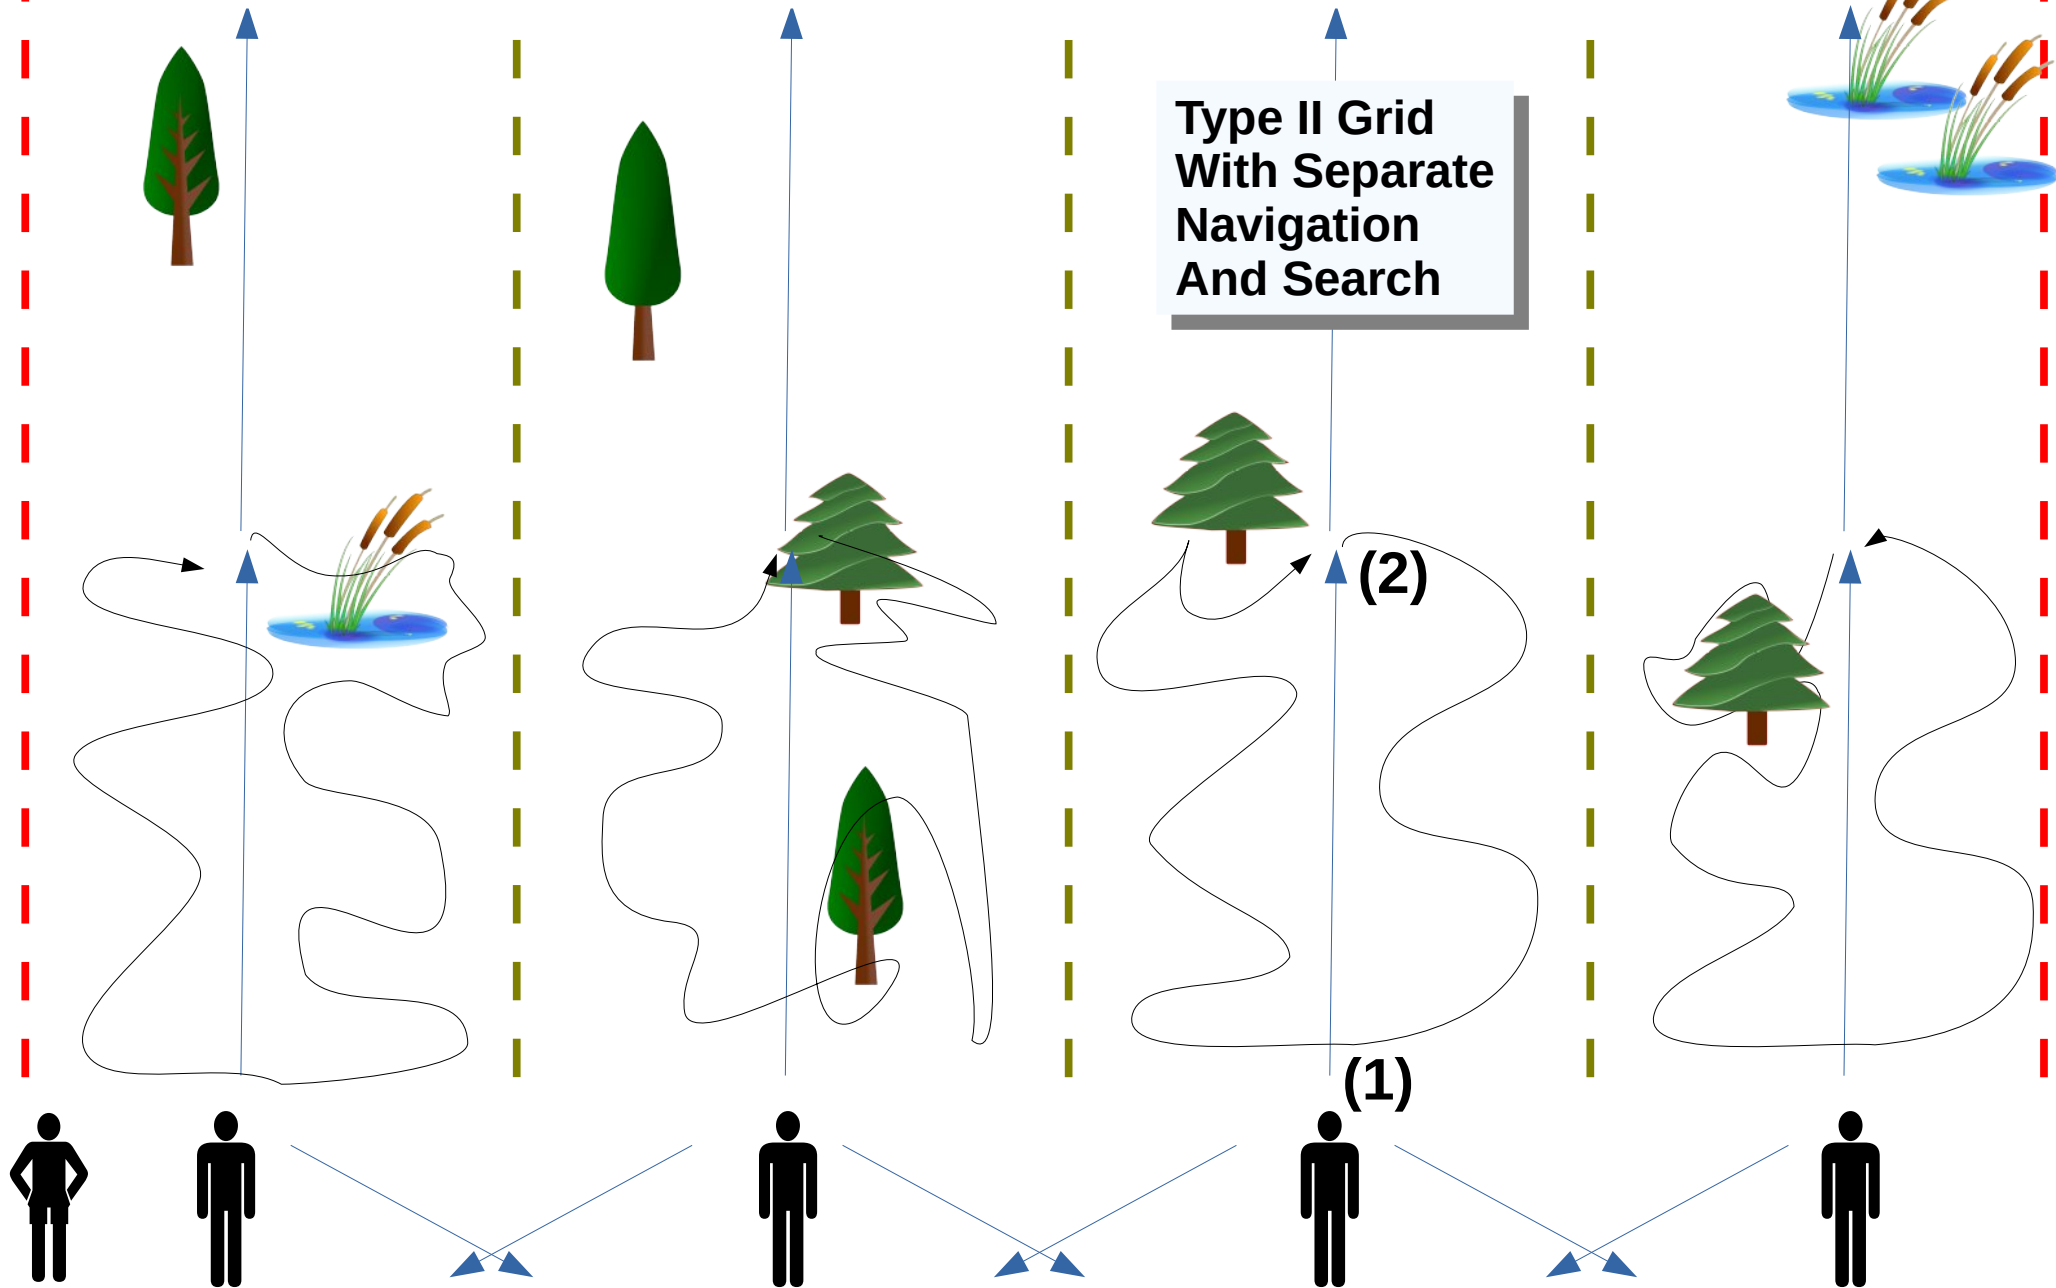 Type II Grid
With Separate
Navigation
And Search
(2)
(1)